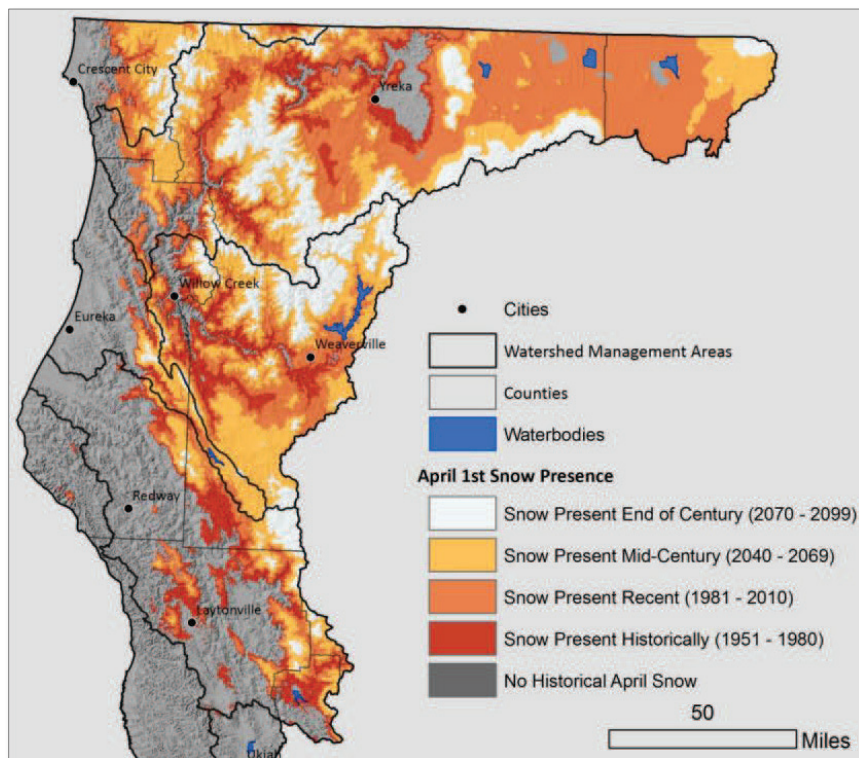 Crescent City
Yreka
Willow Creek
Eureka
Weaverville
Redway
Laytonville
Ukiah
Cities
Watershed Management Areas
Counties
Waterbodies
April 1st Snow Presence
Snow Present End of Century (2070 - 2099)
Snow Present Mid-Century (2040 - 2069)
Snow Present Recent (1981 - 2010)
Snow Present Historically (1951 - 1980)
No Historical April Snow
50
Miles